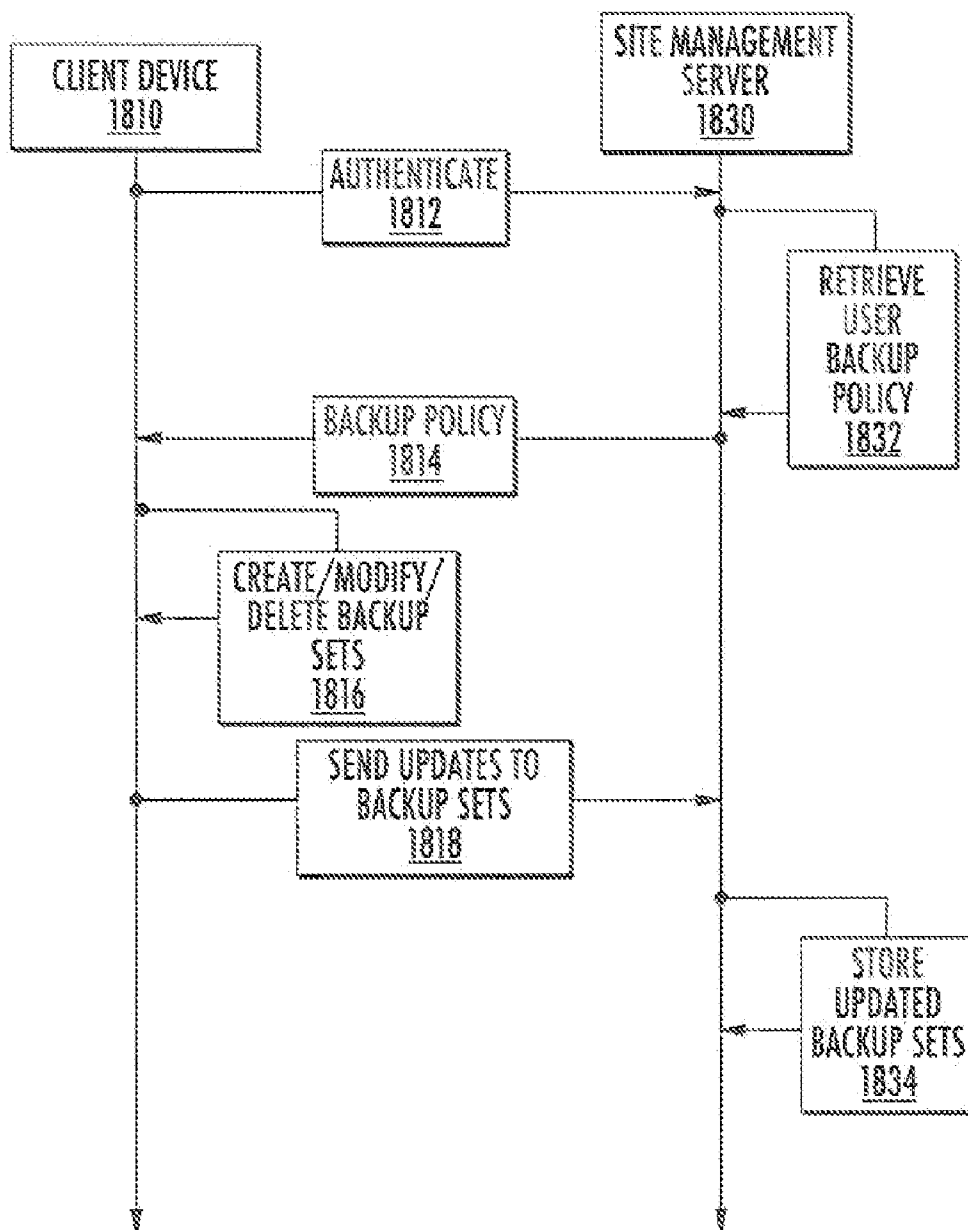 CLIENT DEVICE
1810
SITE MANAGEMENT
SERVER
1830
AUTHENTICATE
1812
RETRIEVE
USER
BACKUP
POLICY
1832
BACKUP POLICY
1814
CREATE/MODIFY/
DELETE BACKUP
SETS
1816
SEND UPDATES TO
BACKUP SETS
1818
STORE
UPDATED
BACKUP SETS
1834